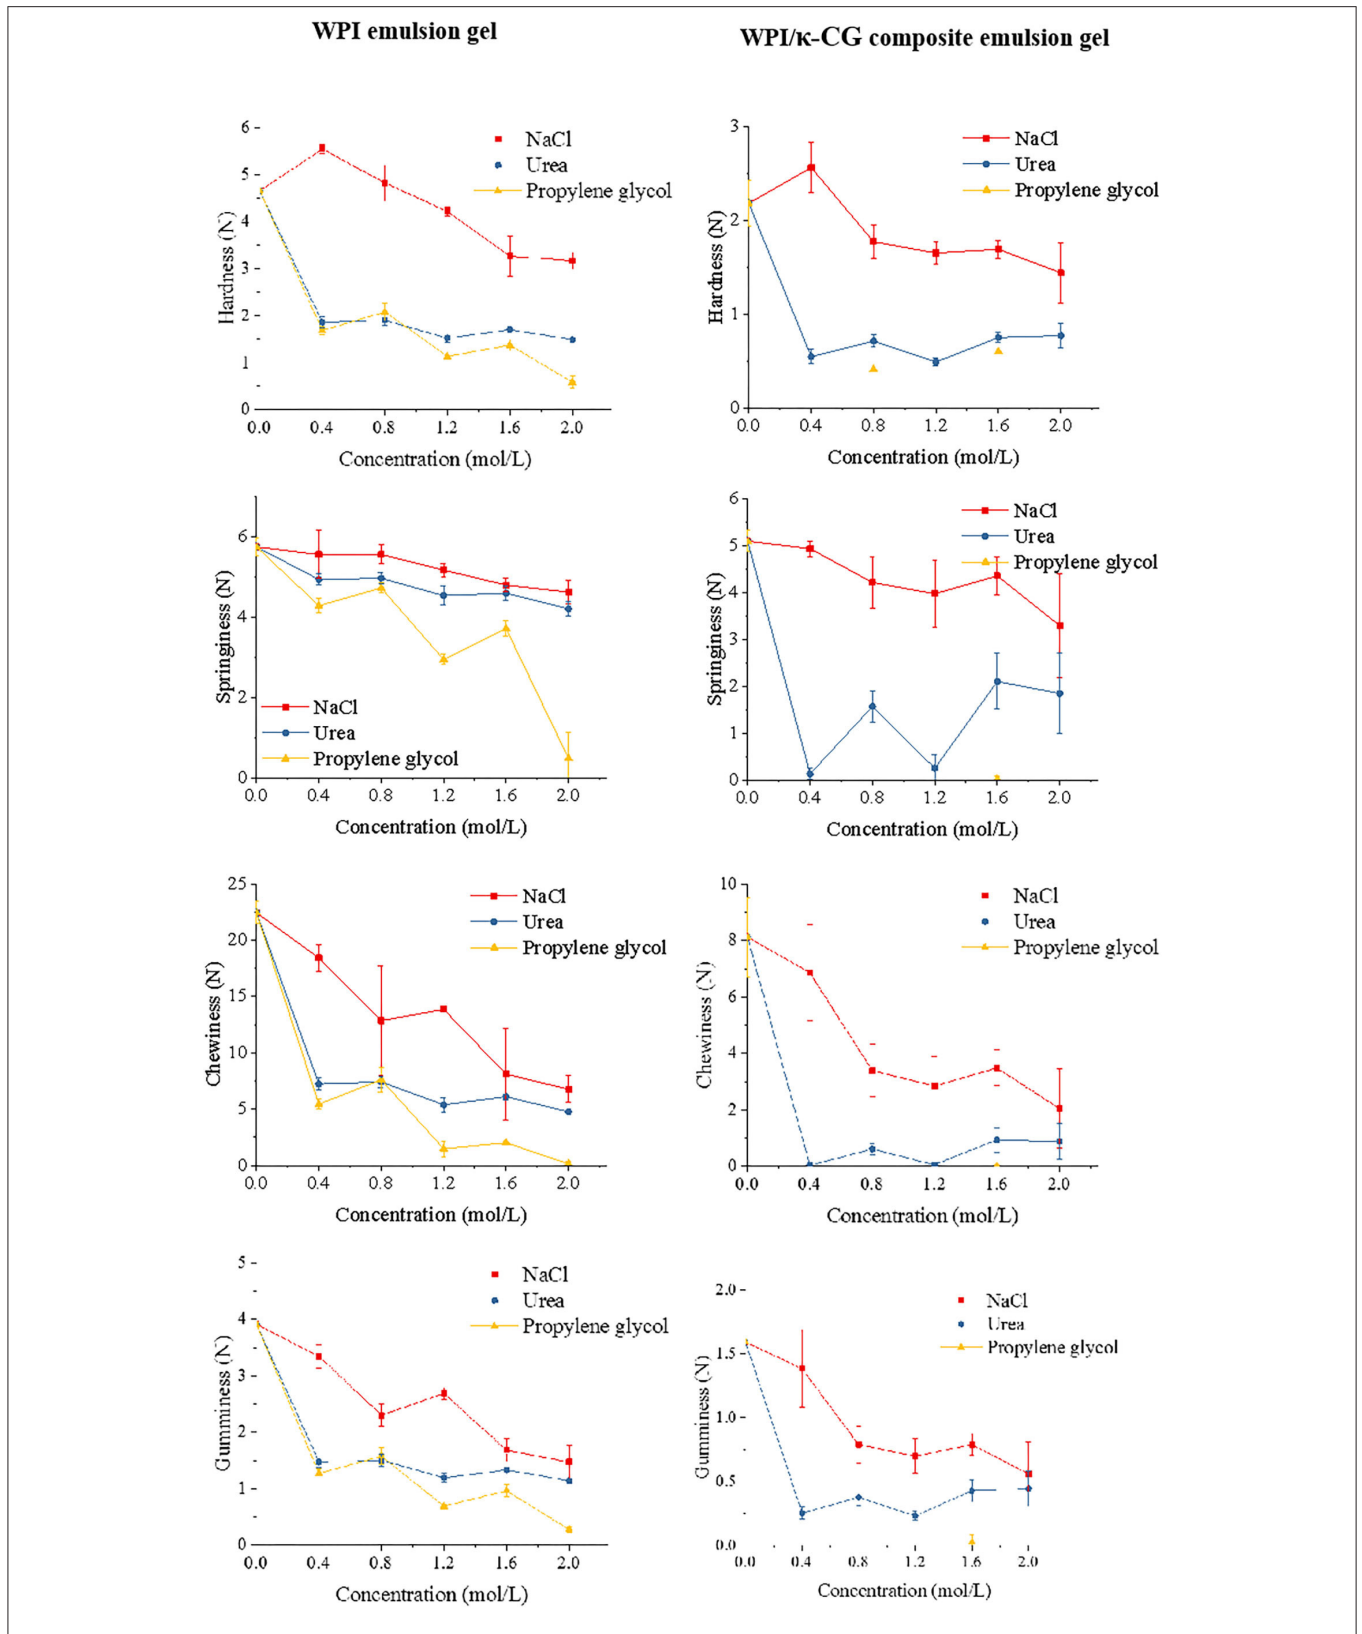 WPI emulsion gel
WPI/κ-CG composite emulsion gel
6
5
4
3
2
1
0
Hardness (N)
NaCl
Urea
Propylene glycol
0.0 0.4 0.8 1.2 1.6 2.0
Concentration (mol/L)
3
2
1
0
Hardness (N)
NaCl
Urea
Propylene glycol
0.0 0.4 0.8 1.2 1.6 2.0
Concentration (mol/L)
6
4
2
0
Springiness (N)
NaCl
Urea
Propylene glycol
0.0 0.4 0.8 1.2 1.6 2.0
Concentration (mol/L)
6
5
4
3
2
1
0
Springiness (N)
NaCl
Urea
Propylene glycol
0.0 0.4 0.8 1.2 1.6 2.0
Concentration (mol/L)
25
20
15
10
5
0
Chewiness (N)
NaCl
Urea
Propylene glycol
0.0 0.4 0.8 1.2 1.6 2.0
Concentration (mol/L)
10
8
6
4
2
0
Chewiness (N)
NaCl
Urea
Propylene glycol
0.0 0.4 0.8 1.2 1.6 2.0
Concentration (mol/L)
5
4
3
2
1
0
Gumminess (N)
NaCl
Urea
Propylene glycol
0.0 0.4 0.8 1.2 1.6 2.0
Concentration (mol/L)
2.0
1.5
1.0
0.5
0.0
Gumminess (N)
NaCl
Urea
Propylene glycol
0.0 0.4 0.8 1.2 1.6 2.0
Concentration (mol/L)